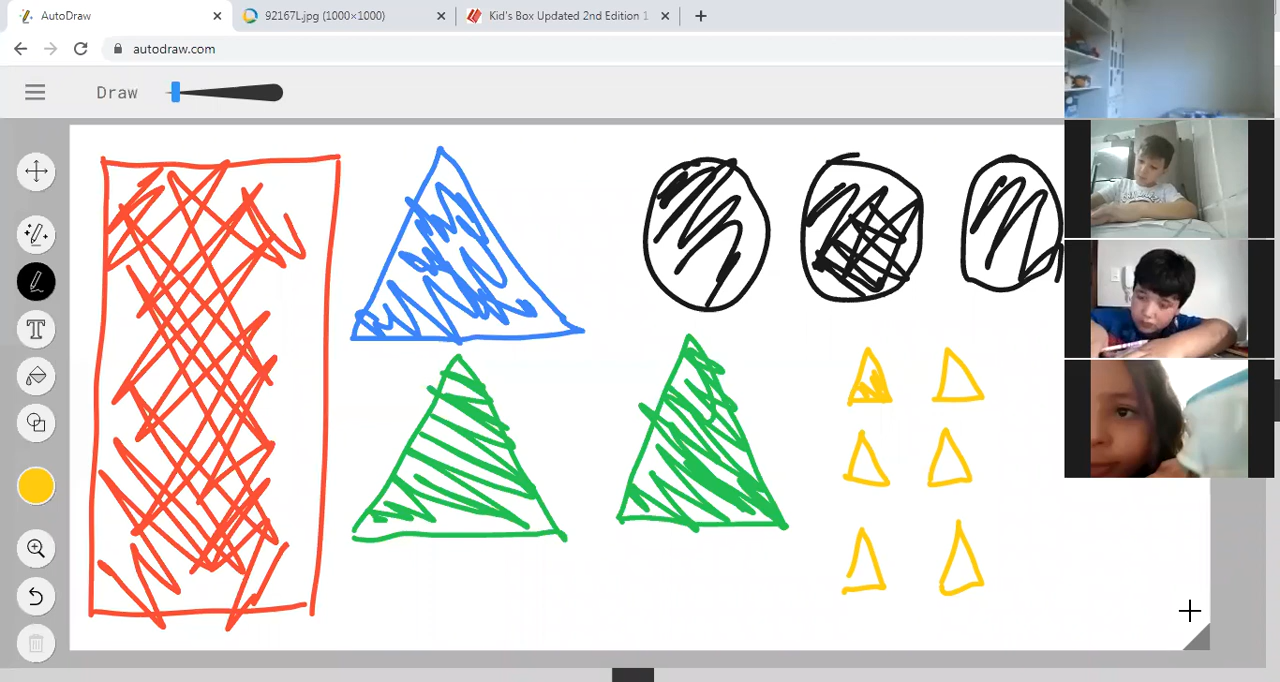 AutoDraw
92167L.jpg (1000×1000)
Kid's Box Updated 2nd Edition 1
autodraw.com
Draw
T